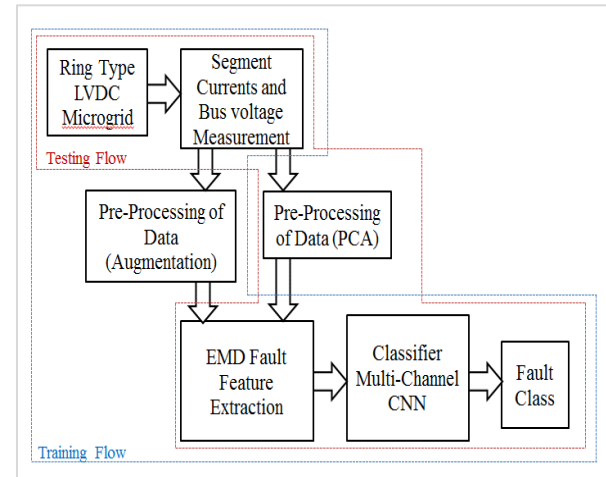 Ring Type
LVDC
Microgrid
Segment
Currents and
Bus voltage
Measurement
Testing Flow
Pre-Processing of
Data
(Augmentation)
Pre-Processing
of Data (PCA)
EMD Fault
Feature
Extraction
Classifier
Multi-Channel
CNN
Fault
Class
Training Flow